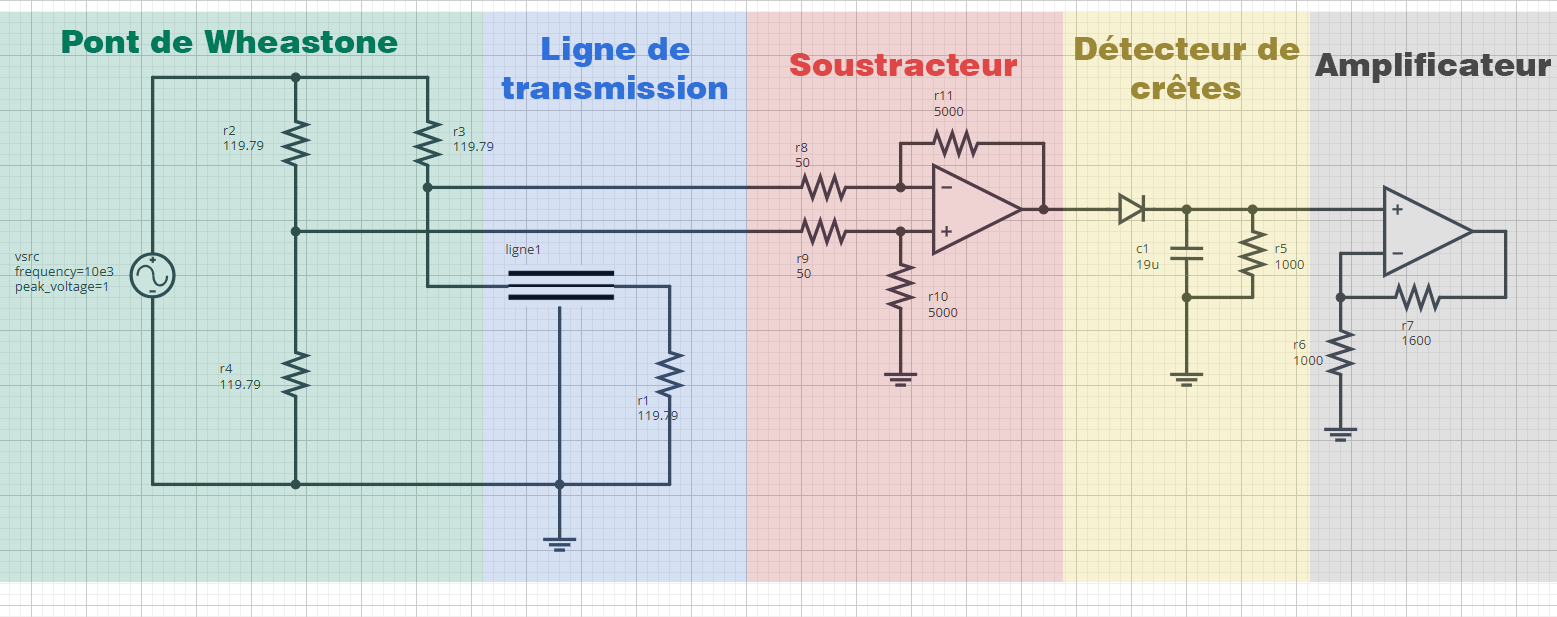 Pont de Wheastone
Ligne de
transmission
Soustracteur
Détecteur de
crêtes
Amplificateur
r2
119.79
r3
119.79
r11
5000
r8
50
r9
50
vsrc
frequency=10e3
peak_voltage=1
ligne1
r4
119.79
r1
119.79
r10
5000
c1
19u
r5
1000
r6
1000
r7
1600